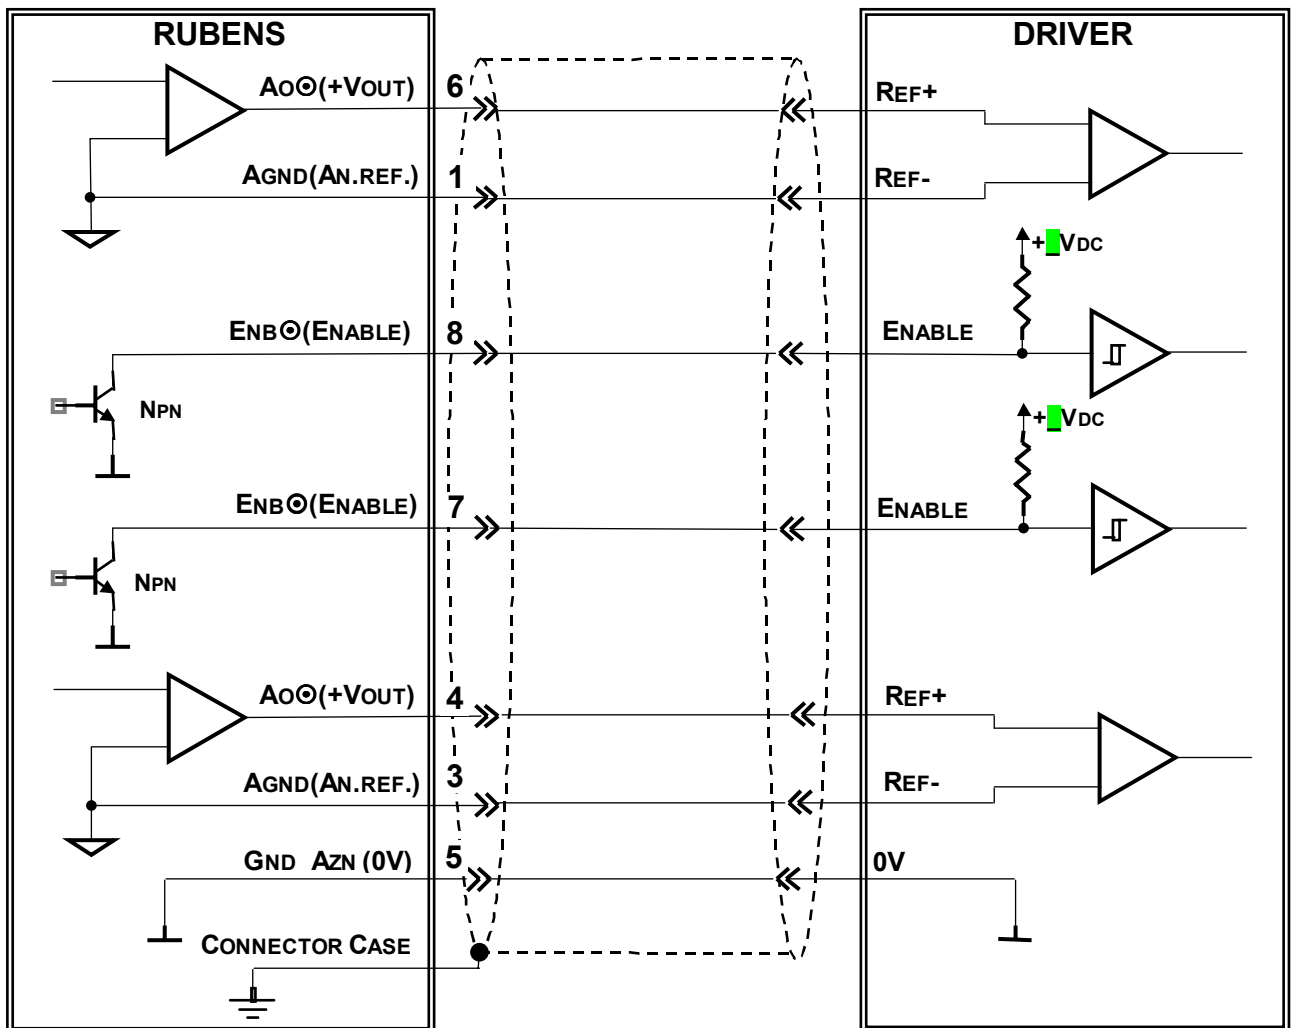 RUBENS DRIVER
AO⊙(+VOUT) 6 REF+
AGND(AN.REF.) 1 REF-
+ VDC
ENB⊙(ENABLE) 8 ENABLE
NPN
+ VDC
ENB⊙(ENABLE) 7 ENABLE
NPN
AO⊙(+VOUT) 4 REF+
AGND(AN.REF.) 3 REF-
GND AZN (0V) 5 0V
CONNECTOR CASE